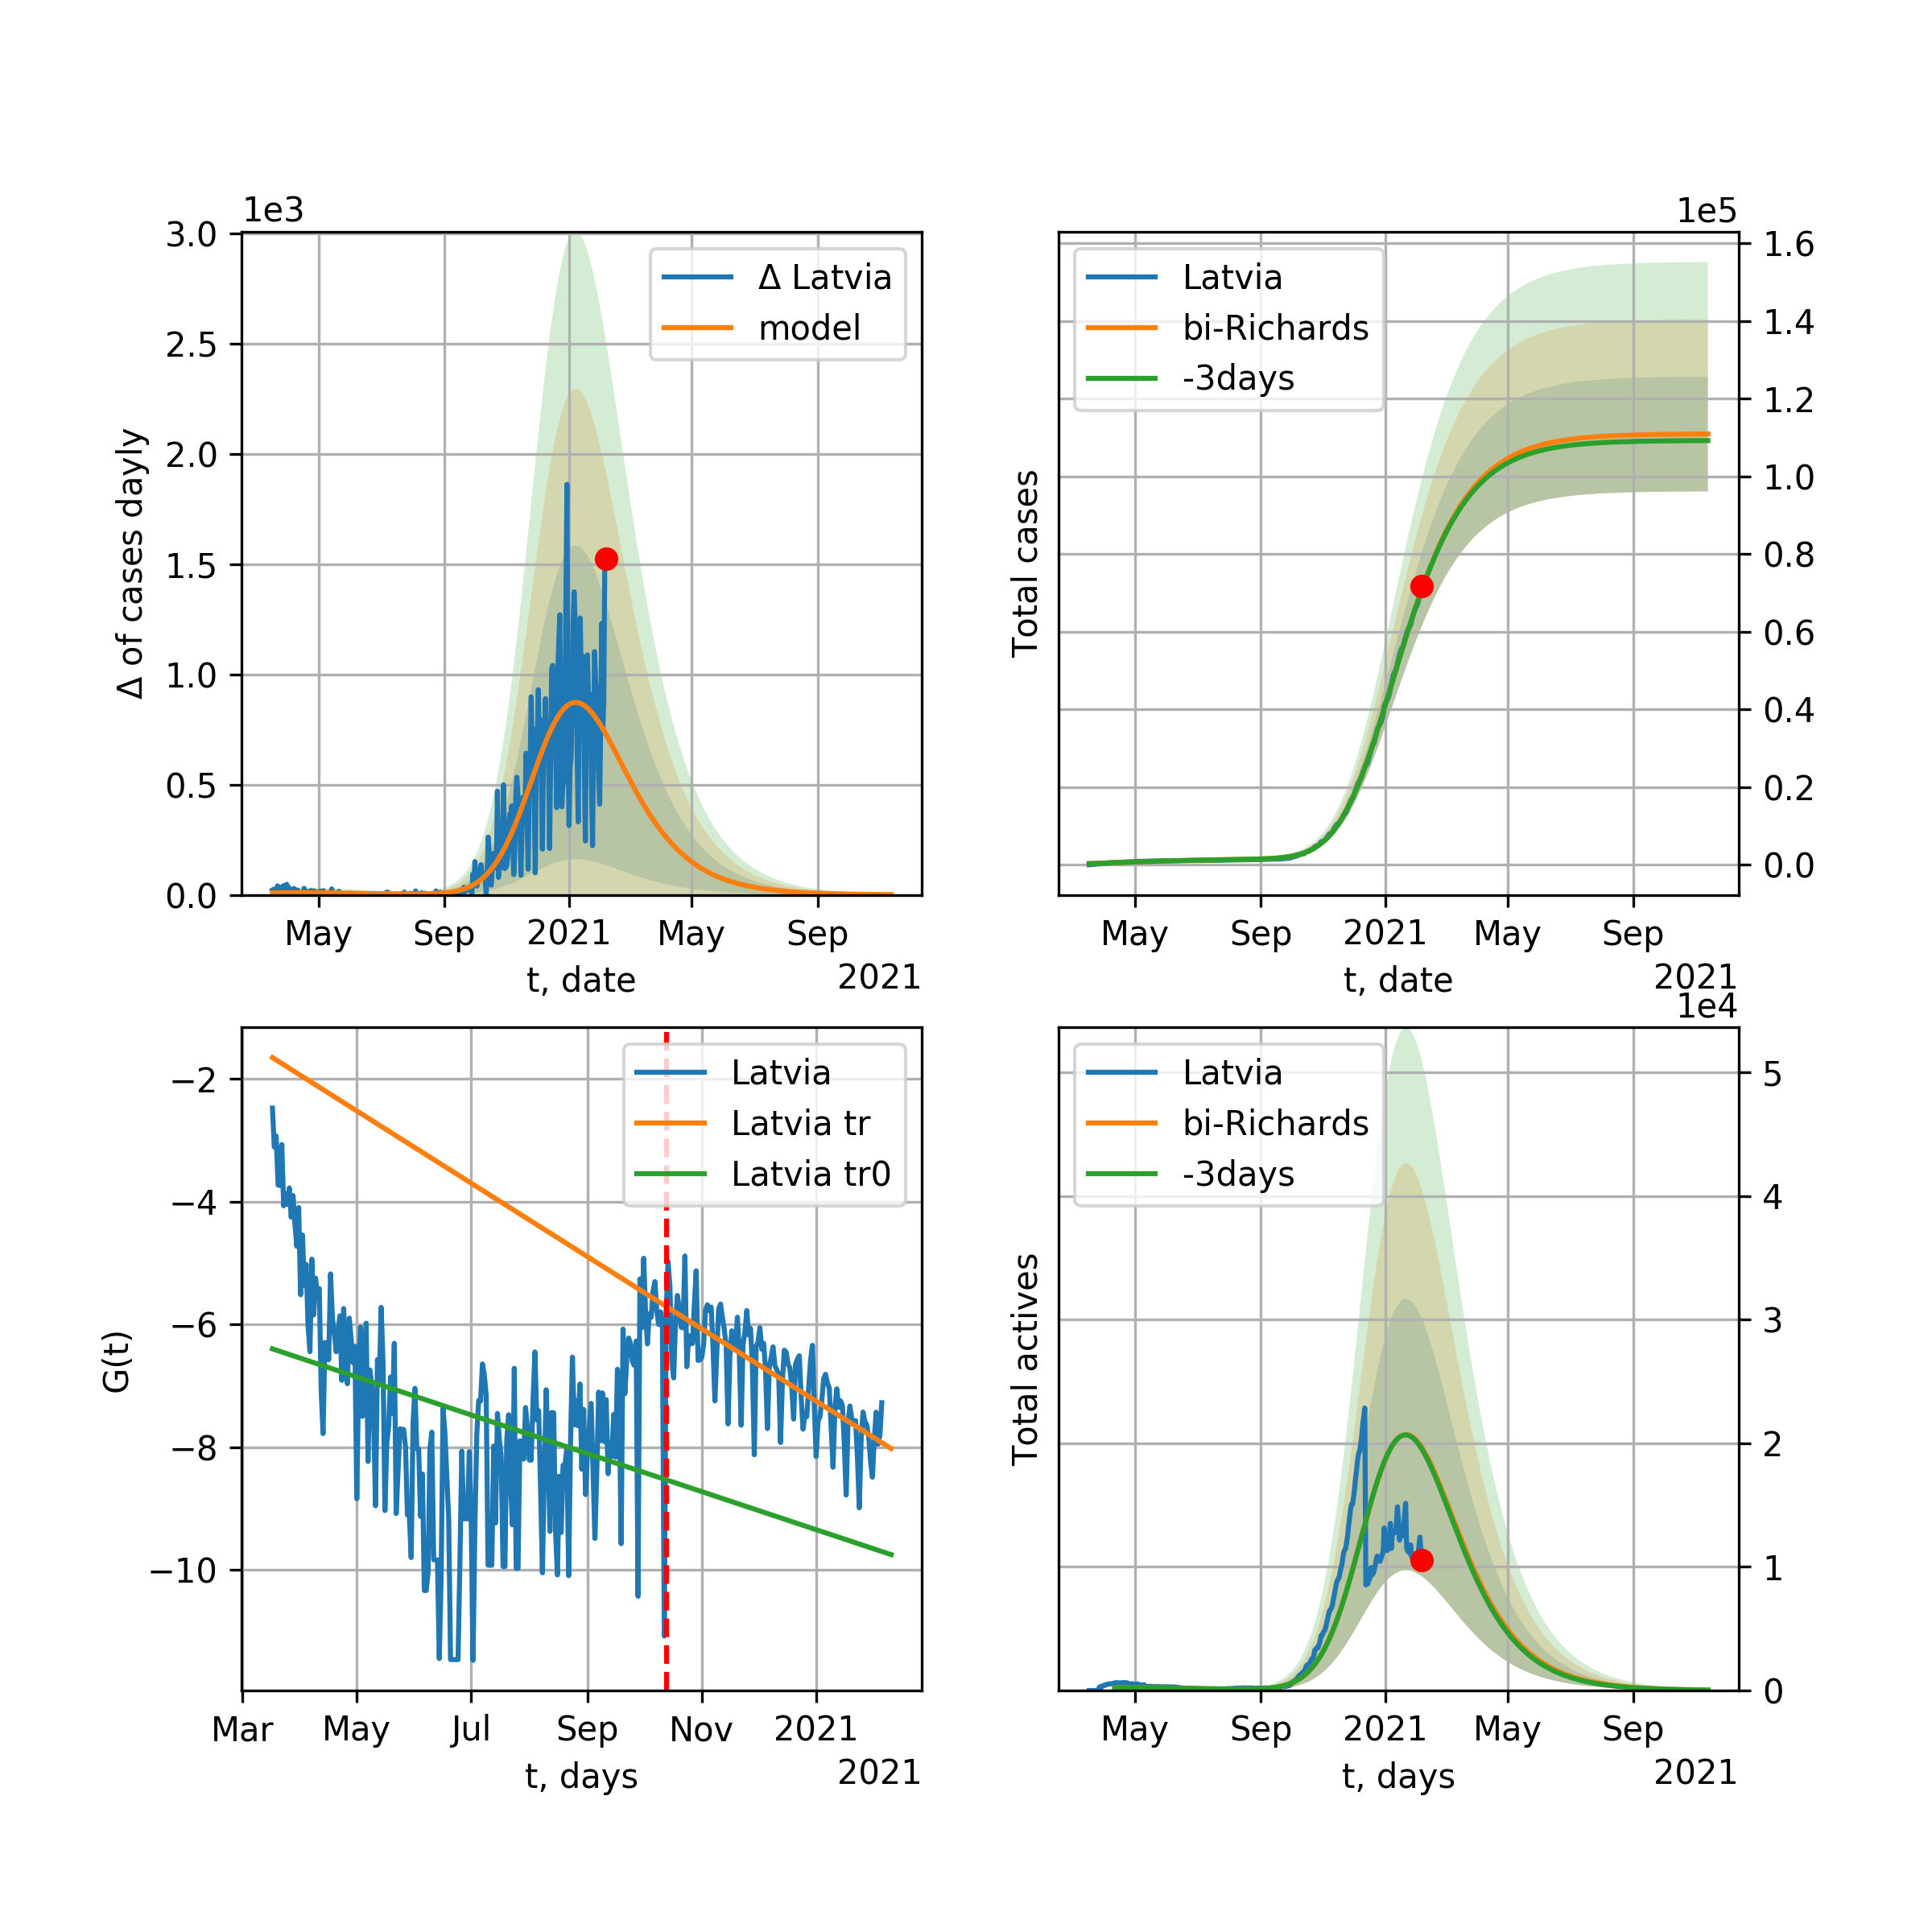 1e3
3.0
2.5
2.0
1.5
1.0
0.5
0.0
Δ of cases dayly
Δ Latvia
model
May Sep 2021 May Sep
t, date
2021
1e5
1.6
1.4
1.2
1.0
0.8
0.6
0.4
0.2
0.0
Total cases
Latvia
bi-Richards
-3days
May Sep 2021 May Sep
t, date
2021
−2
−4
−6
−8
−10
G(t)
Latvia
Latvia tr
Latvia tr0
Mar May Jul Sep Nov 2021
t, days
2021
1e4
5
4
3
2
1
0
Total actives
Latvia
bi-Richards
-3days
May Sep 2021 May Sep
t, days
2021